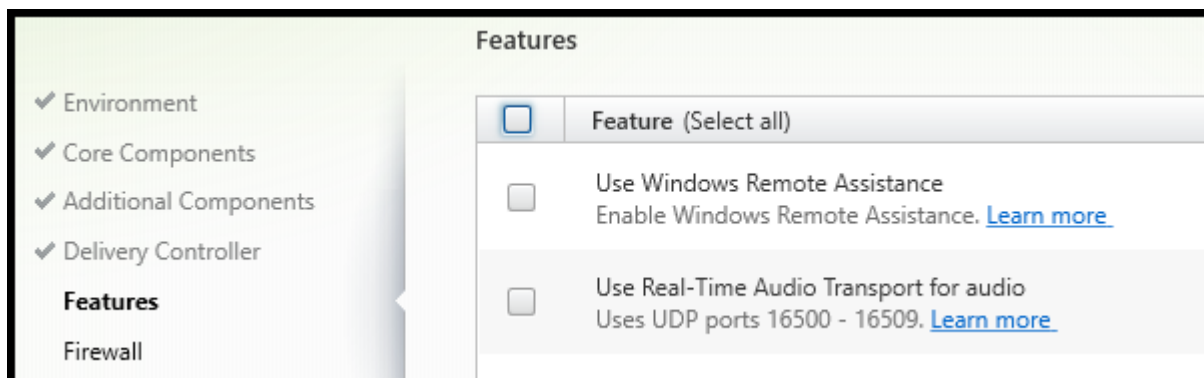 Features
Environment
Core Components
Additional Components
Delivery Controller
Features
Firewall
Feature (Select all)
Use Windows Remote Assistance
Enable Windows Remote Assistance. Learn more
Use Real-Time Audio Transport for audio
Uses UDP ports 16500 - 16509. Learn more